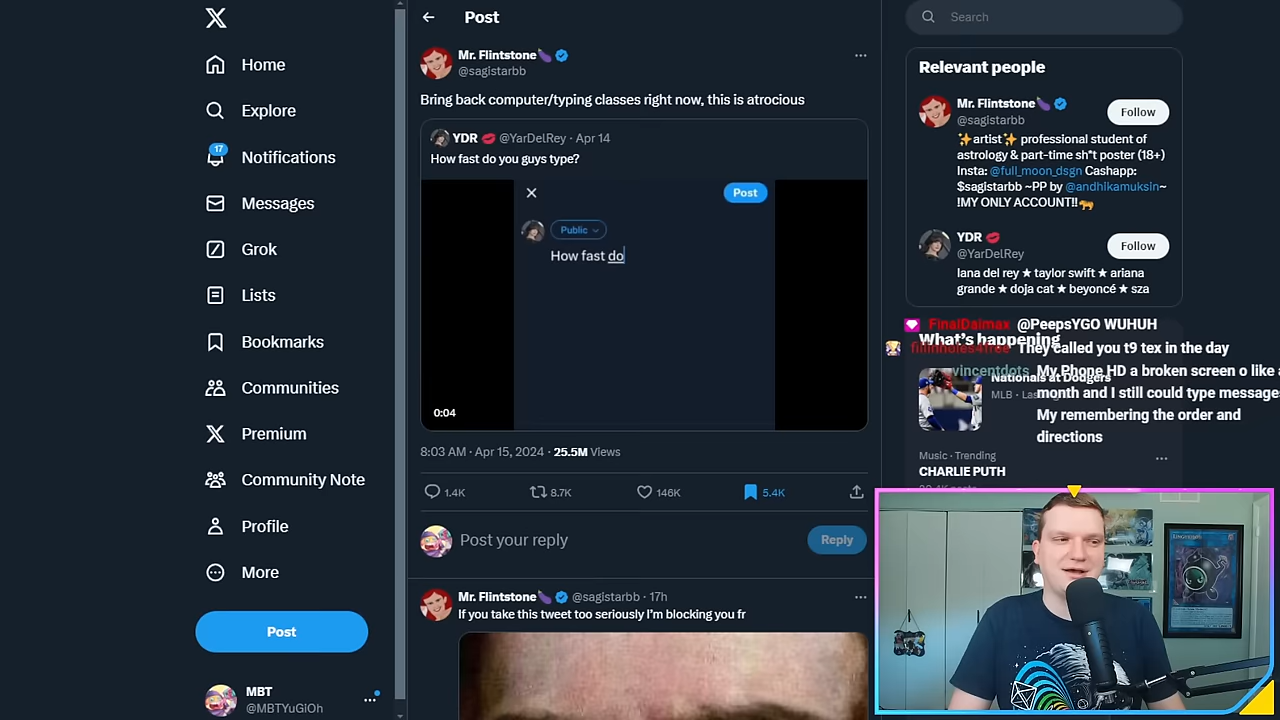 Home
Explore
17
Notifications
Messages
Grok
Lists
Bookmarks
Communities
Premium
Community Note
Profile
More
Post
MBT
@MBTYuGiOh
Post
Mr. Flintstone
@sagistarbb
Bring back computer/typing classes right now, this is atrocious
YDR @YarDelRey · Apr 14
How fast do you guys type?
Post
Public
How fast do
0:04
8:03 AM · Apr 15, 2024 · 25.5M Views
1.4K 8.7K 146K 5.4K
Post your reply
Reply
Mr. Flintstone @sagistarbb · 17h
If you take this tweet too seriously I'm blocking you fr
Search
Relevant people
Mr. Flintstone
@sagistarbb
Follow
✨artist✨ professional student of
astrology & part-time sh*t poster (18+)
Insta: @full_moon_dsgn Cashapp:
$sagistarbb ~PP by @andhikamuksin~
!MY ONLY ACCOUNT!!
YDR
@YarDelRey
Follow
lana del rey ★ taylor swift ★ ariana
grande ★ doja cat ★ beyoncé ★ sza
FinalDalmax @PeepsYGO WUHUH
What's happening
They called you t9 tex in the day
vincentdots My Phone HD a broken screen o like a
month and I still could type message
My remembering the order and
directions
Nationals at Dodgers
MLB
Music · Trending
CHARLIE PUTH